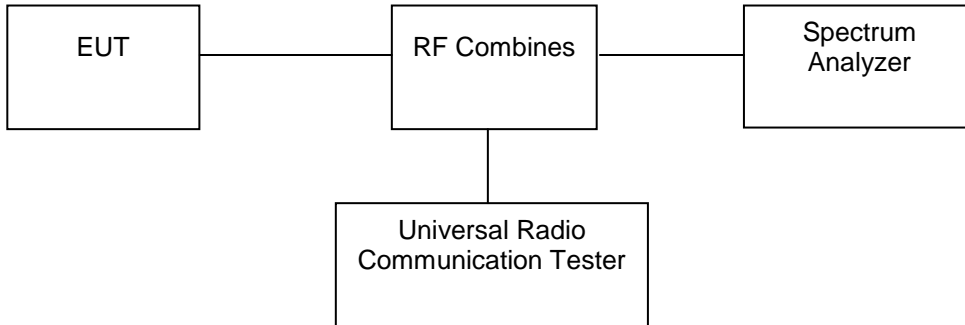 EUT
RF Combines
Spectrum
Analyzer
Universal Radio
Communication Tester